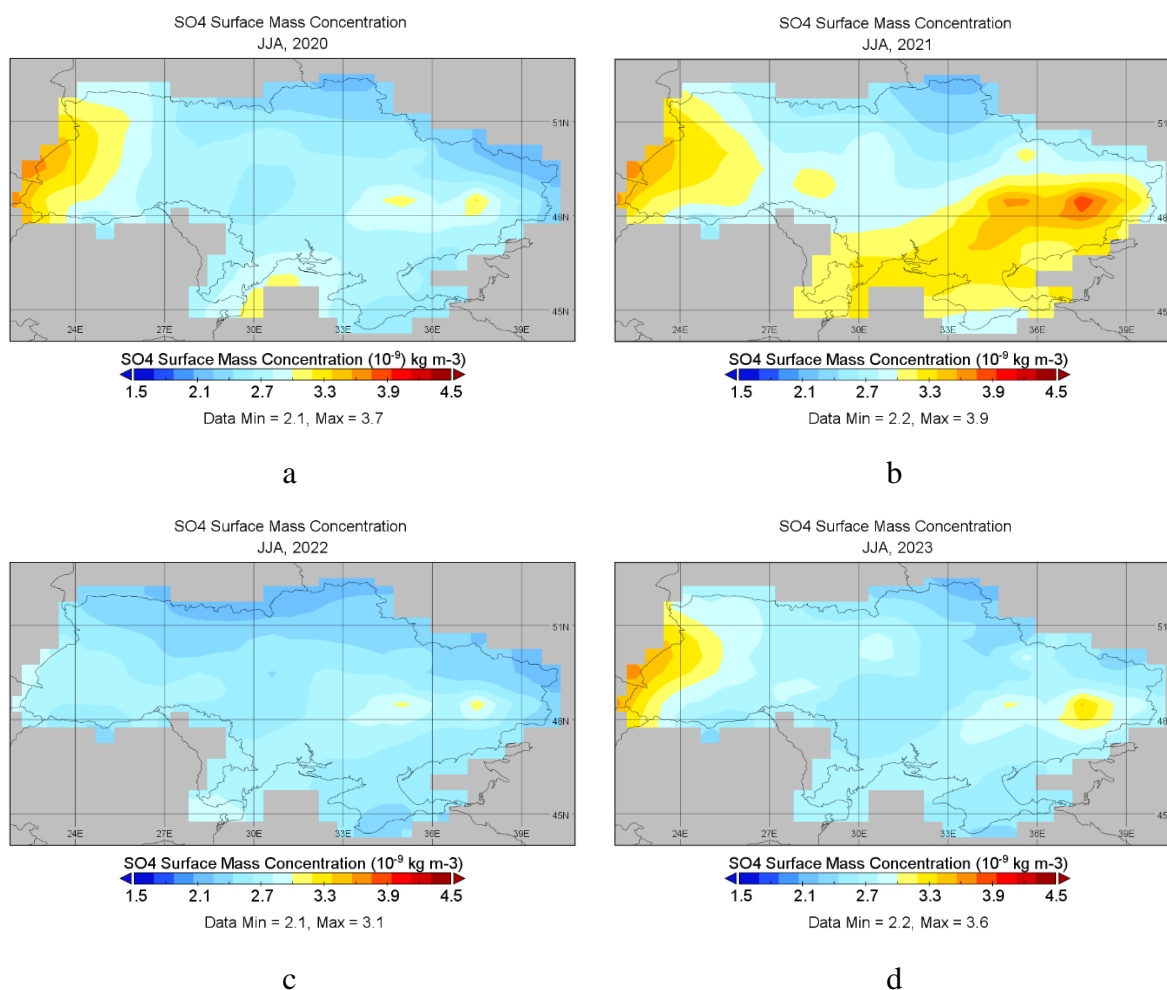 SO4 Surface Mass Concentration
JJA, 2020
51N
48N
45N
24E 27E 30E 33E 36E 39E
SO4 Surface Mass Concentration (10⁻⁹) kg m-3)
1.5 2.1 2.7 3.3 3.9 4.5
Data Min = 2.1, Max = 3.7
a
SO4 Surface Mass Concentration
JJA, 2021
51N
48N
45N
24E 27E 30E 33E 36E 39E
SO4 Surface Mass Concentration (10⁻⁹ kg m-3)
1.5 2.1 2.7 3.3 3.9 4.5
Data Min = 2.2, Max = 3.9
b
SO4 Surface Mass Concentration
JJA, 2022
51N
48N
45N
24E 27E 30E 33E 36E 39E
SO4 Surface Mass Concentration (10⁻⁹ kg m-3)
1.5 2.1 2.7 3.3 3.9 4.5
Data Min = 2.1, Max = 3.1
c
SO4 Surface Mass Concentration
JJA, 2023
51N
48N
45N
24E 27E 30E 33E 36E 39E
SO4 Surface Mass Concentration (10⁻⁹ kg m-3)
1.5 2.1 2.7 3.3 3.9 4.5
Data Min = 2.2, Max = 3.6
d